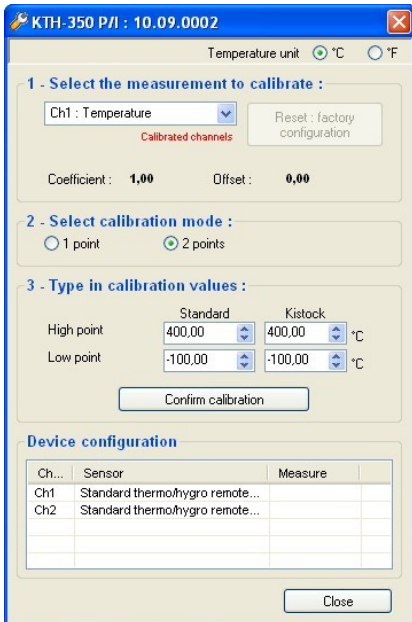 KTH-350 P/I : 10.09.0002
Temperature unit °C °F
1 - Select the measurement to calibrate :
Ch1 : Temperature
Reset : factory
configuration
Calibrated channels
Coefficient : 1,00 Offset : 0,00
2 - Select calibration mode :
1 point 2 points
3 - Type in calibration values :
Standard Kistock
High point 400,00 400,00 °C
Low point -100,00 -100,00 °C
Confirm calibration
Device configuration
Ch... Sensor Measure
Ch1 Standard thermo/hygro remote...
Ch2 Standard thermo/hygro remote...
Close